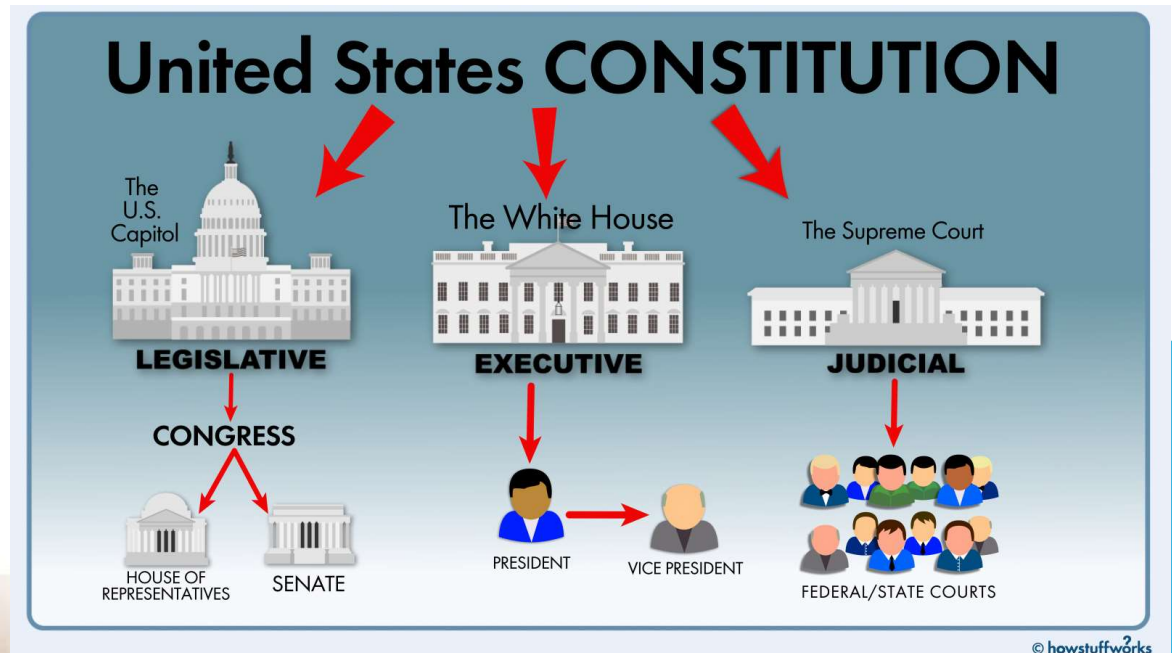 United States CONSTITUTION
The
U.S.
Capitol
The White House
The Supreme Court
LEGISLATIVE
EXECUTIVE
JUDICIAL
CONGRESS
HOUSE OF
REPRESENTATIVES
SENATE
PRESIDENT
VICE PRESIDENT
FEDERAL/STATE COURTS
© howstuffwørks